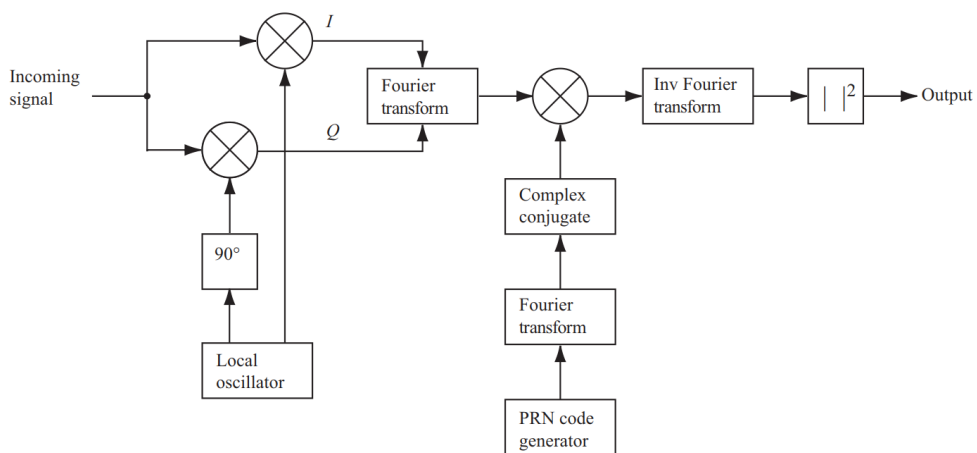 I
Incoming
signal
Fourier
transform
Inv Fourier
transform
| |2
Output
Q
Complex
conjugate
90°
Fourier
transform
Local
oscillator
PRN code
generator